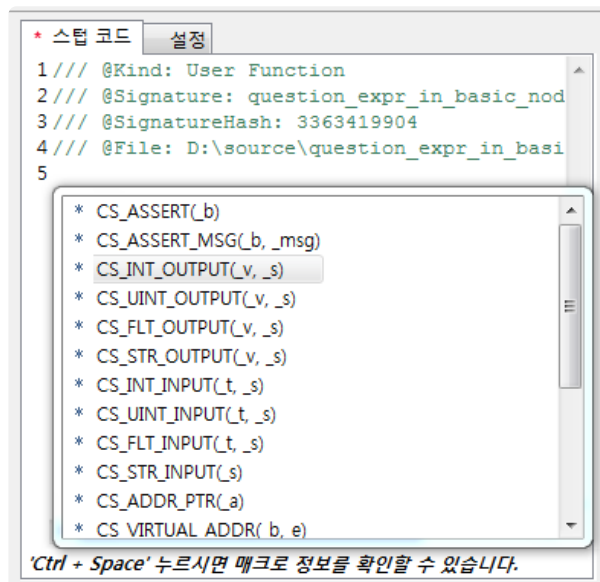 * 스텁 코드 설정
1 /// @Kind: User Function
2 /// @Signature: question_expr_in_basic_nod
3 /// @SignatureHash: 3363419904
4 /// @File: D:\source\question_expr_in_basi
5
* CS_ASSERT(_b)
* CS_ASSERT_MSG(_b, _msg)
* CS_INT_OUTPUT(_v, _s)
* CS_UINT_OUTPUT(_v, _s)
* CS_FLT_OUTPUT(_v, _s)
* CS_STR_OUTPUT(_v, _s)
* CS_INT_INPUT(_t, _s)
* CS_UINT_INPUT(_t, _s)
* CS_FLT_INPUT(_t, _s)
* CS_STR_INPUT(_s)
* CS_ADDR_PTR(_a)
* CS_VIRTUAL_ADDR(_b, e)
'Ctrl + Space' 누르시면 매크로 정보를 확인할 수 있습니다.